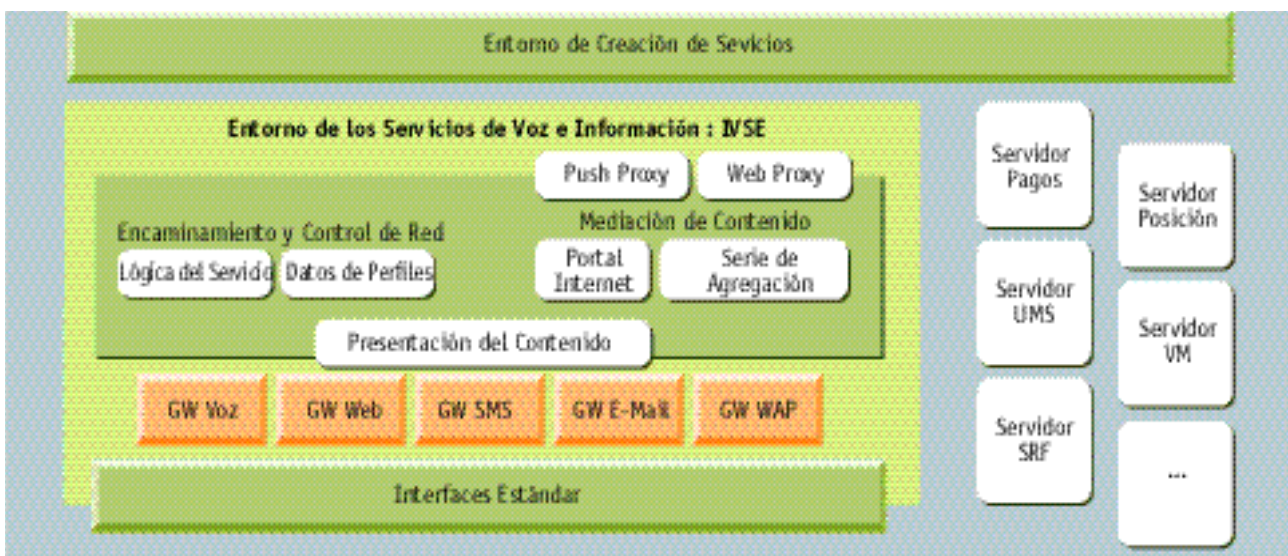 Entorno de Creación de Sevicios
Entorno de los Servicios de Voz e Información : IVSE
Push Proxy
Web Proxy
Encaminamiento y Control de Red
Mediación de Contenido
Lógica del Servicio
Datos de Perfiles
Portal
Internet
Serie de
Agregación
Presentación del Contenido
GW Voz
GW Web
GW SMS
GW E-Mail
GW WAP
Interfaces Estándar
Servidor
Pagos
Servidor
Posición
Servidor
UMS
Servidor
VM
Servidor
SRF
...